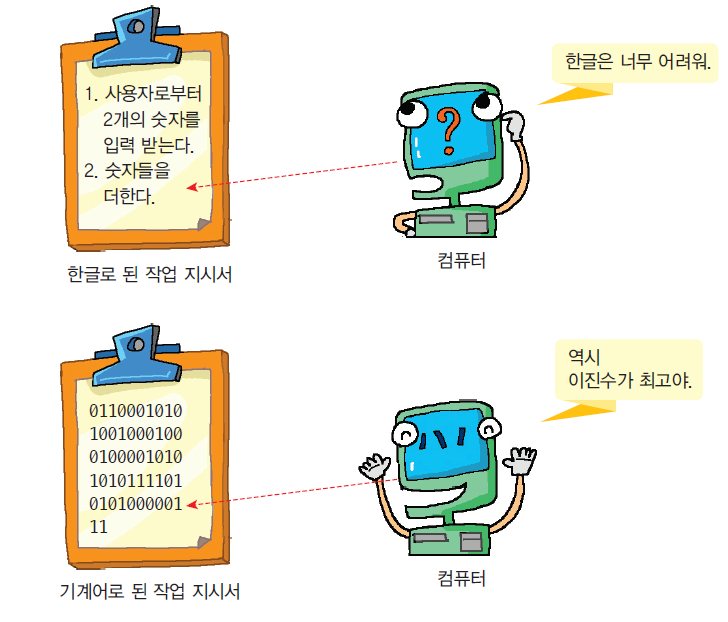 1. 사용자로부터
2개의 숫자를
입력 받는다.
2. 숫자들을
더한다.
한글은 너무 어려워.
?
한글로 된 작업 지시서
컴퓨터
0110001010
1001000100
0100001010
1010111101
0101000001
11
역시
이진수가 최고야.
기계어로 된 작업 지시서
컴퓨터